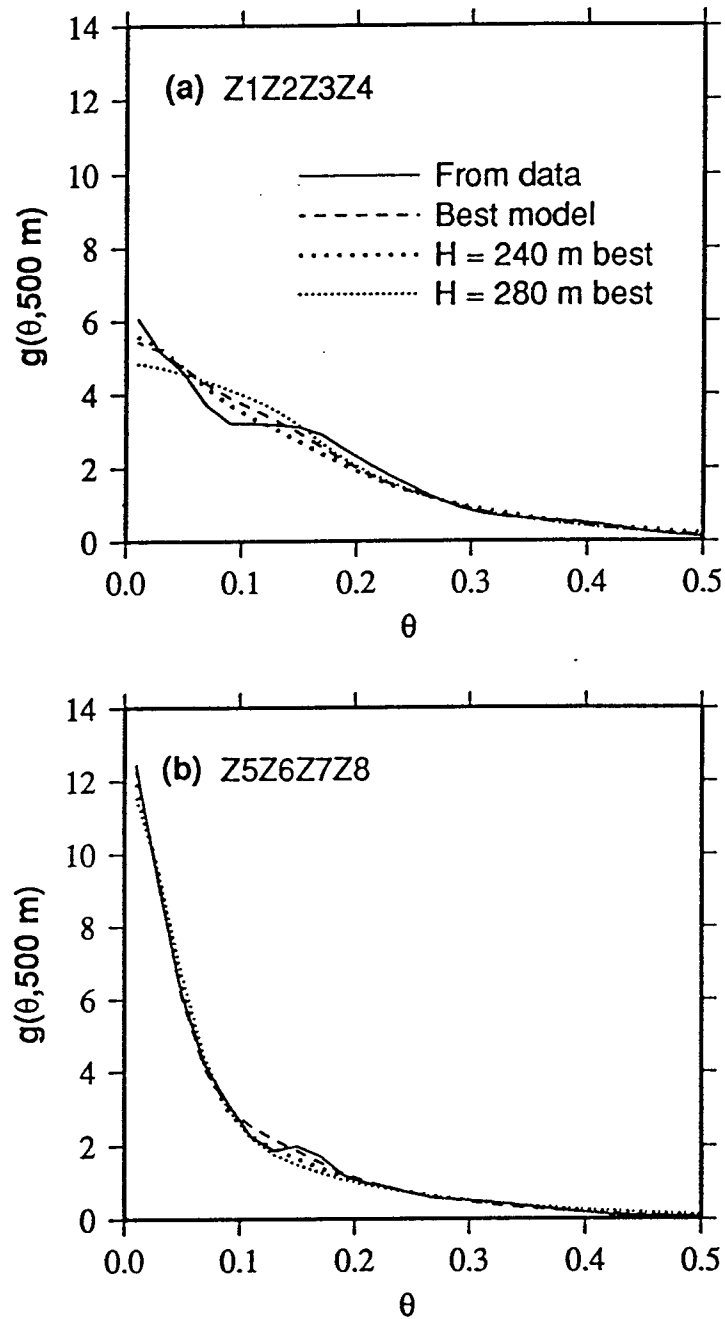 14
12
10
8
6
4
2
0
g(θ,500 m)
(a) Z1Z2Z3Z4
From data
Best model
H = 240 m best
H = 280 m best
0.0 0.1 0.2 0.3 0.4 0.5
θ
14
12
10
8
6
4
2
0
g(θ,500 m)
(b) Z5Z6Z7Z8
0.0 0.1 0.2 0.3 0.4 0.5
θ